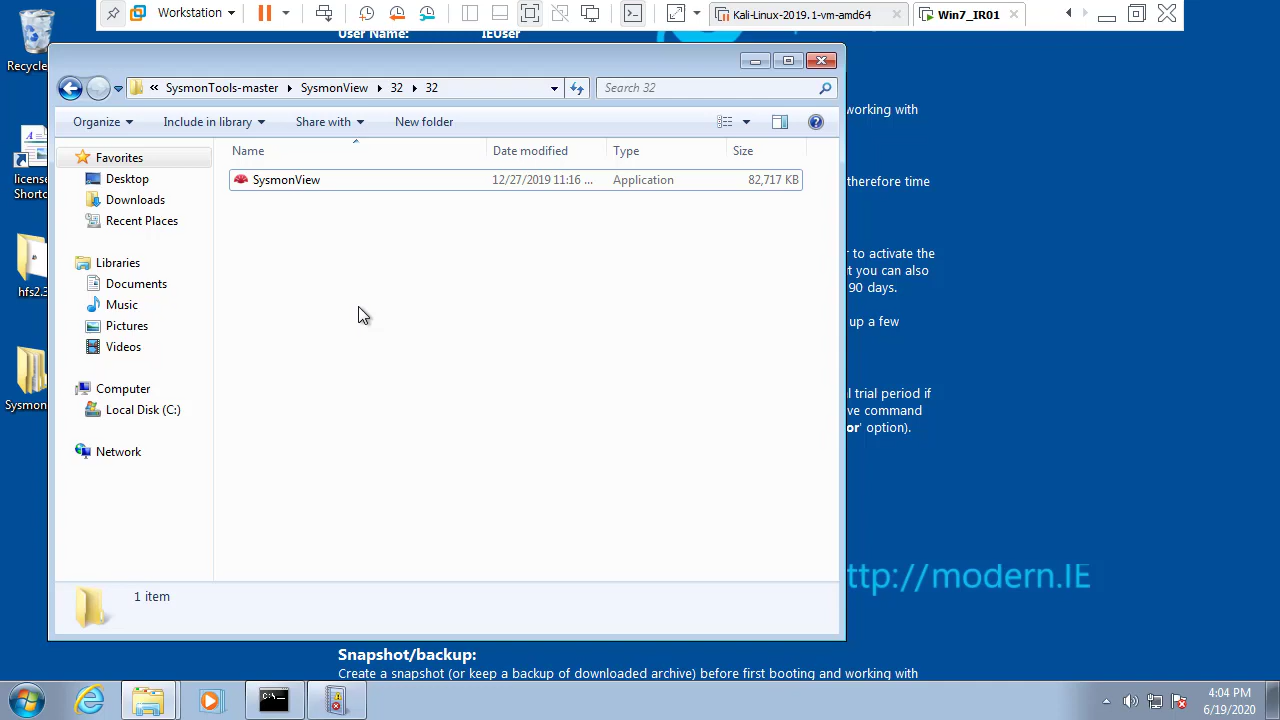 Workstation
Kali-Linux-2019.1-vm-amd64
Win7_IR01
User Name:
IEUser
Recycle
« SysmonTools-master
SysmonView
32
32
Search 32
working with
Organize
Include in library
Share with
New folder
Name
Date modified
Type
Size
Favorites
SysmonView
12/27/2019 11:16 ...
Application
82,717 KB
therefore time
Desktop
license
Shortc
Downloads
Recent Places
r to activate the
Libraries
t you can also
Documents
90 days.
hfs2.3
Music
up a few
Pictures
Videos
Computer
l trial period if
Sysmon
Local Disk (C:)
ve command
or' option).
Network
ttp://modern.IE
1 item
Snapshot/backup:
Create a snapshot (or keep a backup of downloaded archive) before first booting and working with
C:\
4:04 PM
6/19/2020